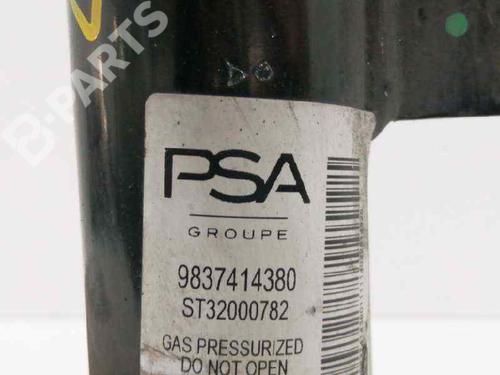 B-PARTS
PSA
GROUPE
9837414380
ST32000782
GAS PRESSURIZED
DO NOT OPEN